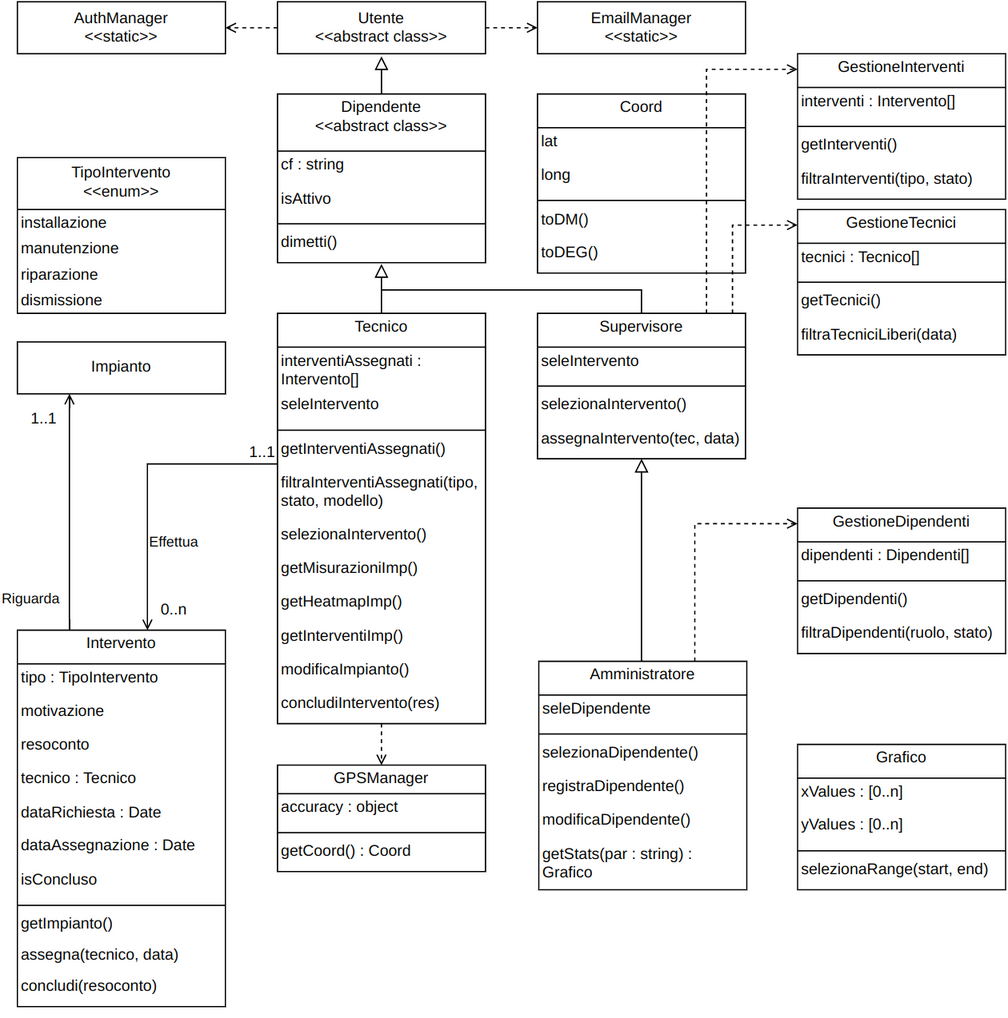 AuthManager
<<static>>
Utente
<<abstract class>>
EmailManager
<<static>>
GestioneInterventi
interventi : Intervento[]
getInterventi()
filtraInterventi(tipo, stato)
Dipendente
<<abstract class>>
cf : string
isAttivo
dimetti()
Coord
lat
long
toDM()
toDEG()
TipoIntervento
<<enum>>
installazione
manutenzione
riparazione
dismissione
GestioneTecnici
tecnici : Tecnico[]
getTecnici()
filtraTecniciLiberi(data)
Impianto
1..1
Riguarda
Tecnico
interventiAssegnati :
Intervento[]
seleIntervento
getInterventiAssegnati()
filtraInterventiAssegnati(tipo,
stato, modello)
selezionaIntervento()
getMisurazioniImp()
getHeatmapImp()
getInterventiImp()
modificaImpianto()
concludiIntervento(res)
1..1
Effettua
0..n
Supervisore
seleIntervento
selezionaIntervento()
assegnaIntervento(tec, data)
GestioneDipendenti
dipendenti : Dipendenti[]
getDipendenti()
filtraDipendenti(ruolo, stato)
Intervento
tipo : TipoIntervento
motivazione
resoconto
tecnico : Tecnico
dataRichiesta : Date
dataAssegnazione : Date
isConcluso
getImpianto()
assegna(tecnico, data)
concludi(resoconto)
GPSManager
accuracy : object
getCoord() : Coord
Amministratore
seleDipendente
selezionaDipendente()
registraDipendente()
modificaDipendente()
getStats(par : string) :
Grafico
Grafico
xValues : [0..n]
yValues : [0..n]
selezionaRange(start, end)